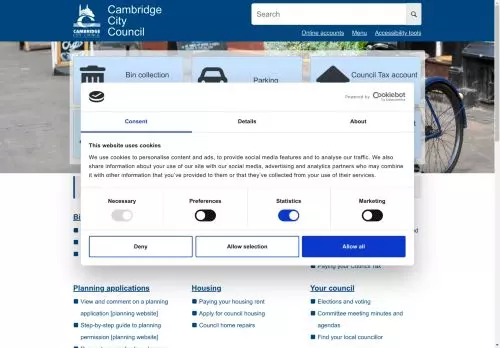 Cambridge
City
Council
CAMBRIDGE
Search
Online accounts
Menu
Accessibility tools
Bin collection
Parking
Council Tax account
Powered by Cookiebot
Consent
Details
About
This website uses cookies
We use cookies to personalise content and ads, to provide social media features and to analyse our traffic. We also
share information about your use of our site with our social media, advertising and analytics partners who may combine
it with other information that you've provided to them or that they've collected from your use of their services.
Necessary
Preferences
Statistics
Marketing
Deny
Allow selection
Allow all
Paying your Council Tax
Planning applications
View and comment on a planning
application [planning website]
Step-by-step guide to planning
permission [planning website]
Housing
Paying your housing rent
Apply for council housing
Council home repairs
Your council
Elections and voting
Committee meeting minutes and
agendas
Find your local councillor